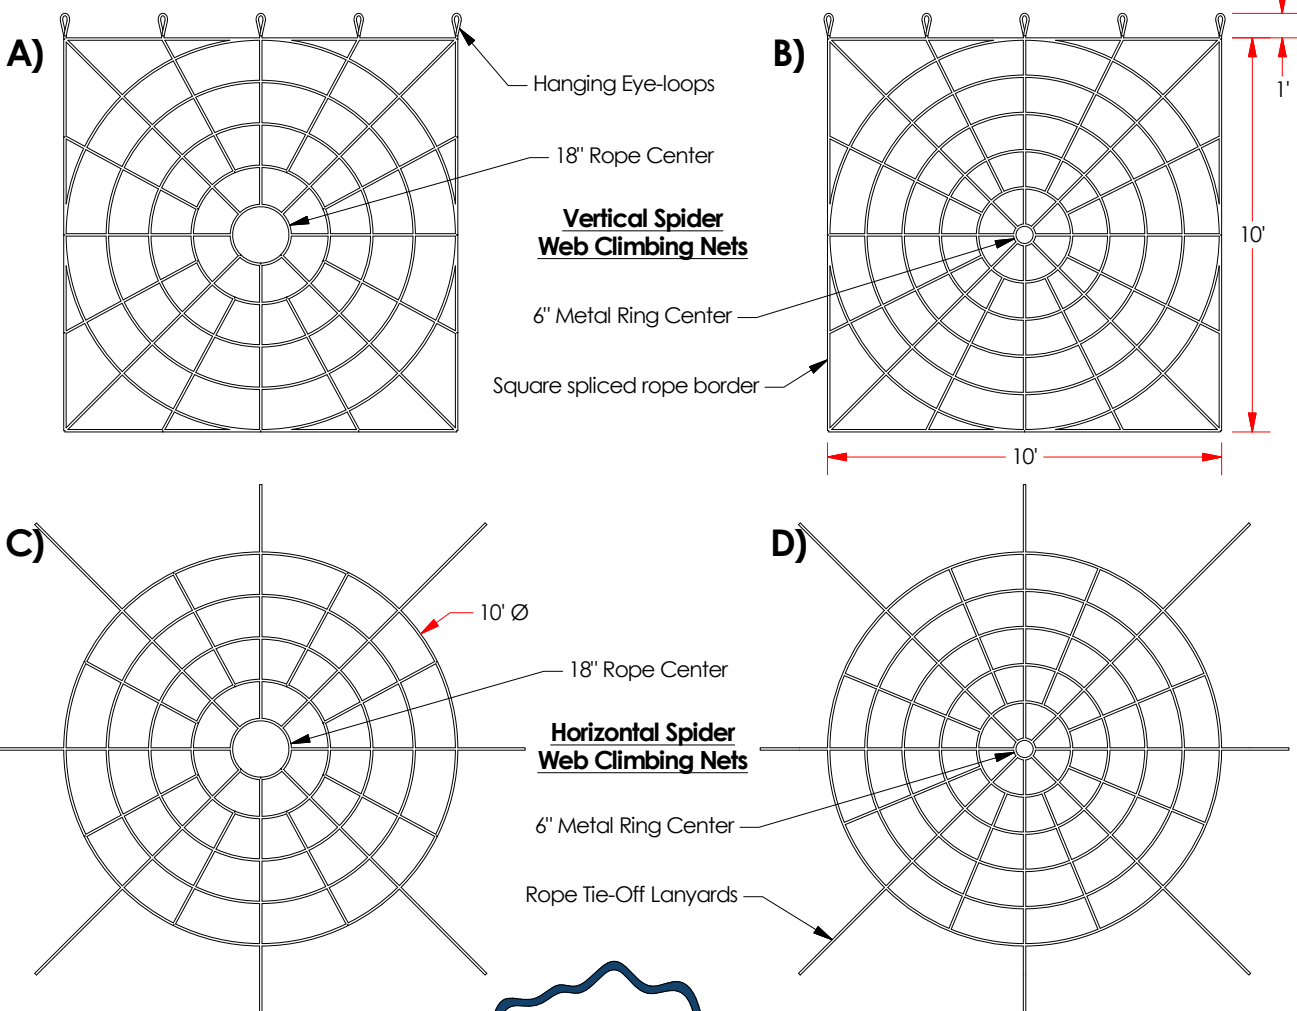 A)
B)
Hanging Eye-loops
1'
18" Rope Center
Vertical Spider
Web Climbing Nets
10'
6" Metal Ring Center
Square spliced rope border
10'
C)
D)
10' Ø
18" Rope Center
Horizontal Spider
Web Climbing Nets
6" Metal Ring Center
Rope Tie-Off Lanyards